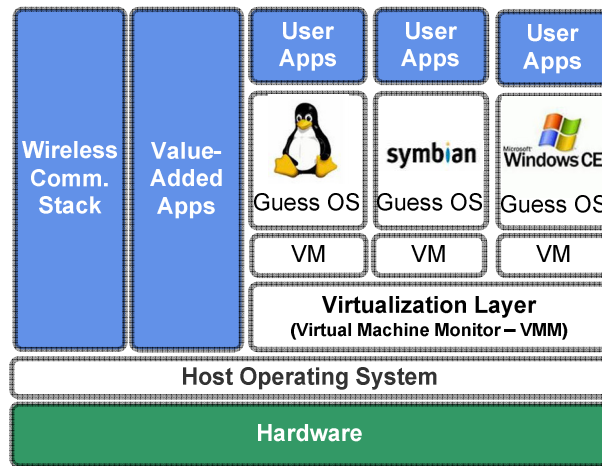 User
Apps
User
Apps
User
Apps
Wireless
Comm.
Stack
Value-
Added
Apps
symbian
Microsoft
Windows CE
Guess OS
Guess OS
Guess OS
VM
VM
VM
Virtualization Layer
(Virtual Machine Monitor – VMM)
Host Operating System
Hardware